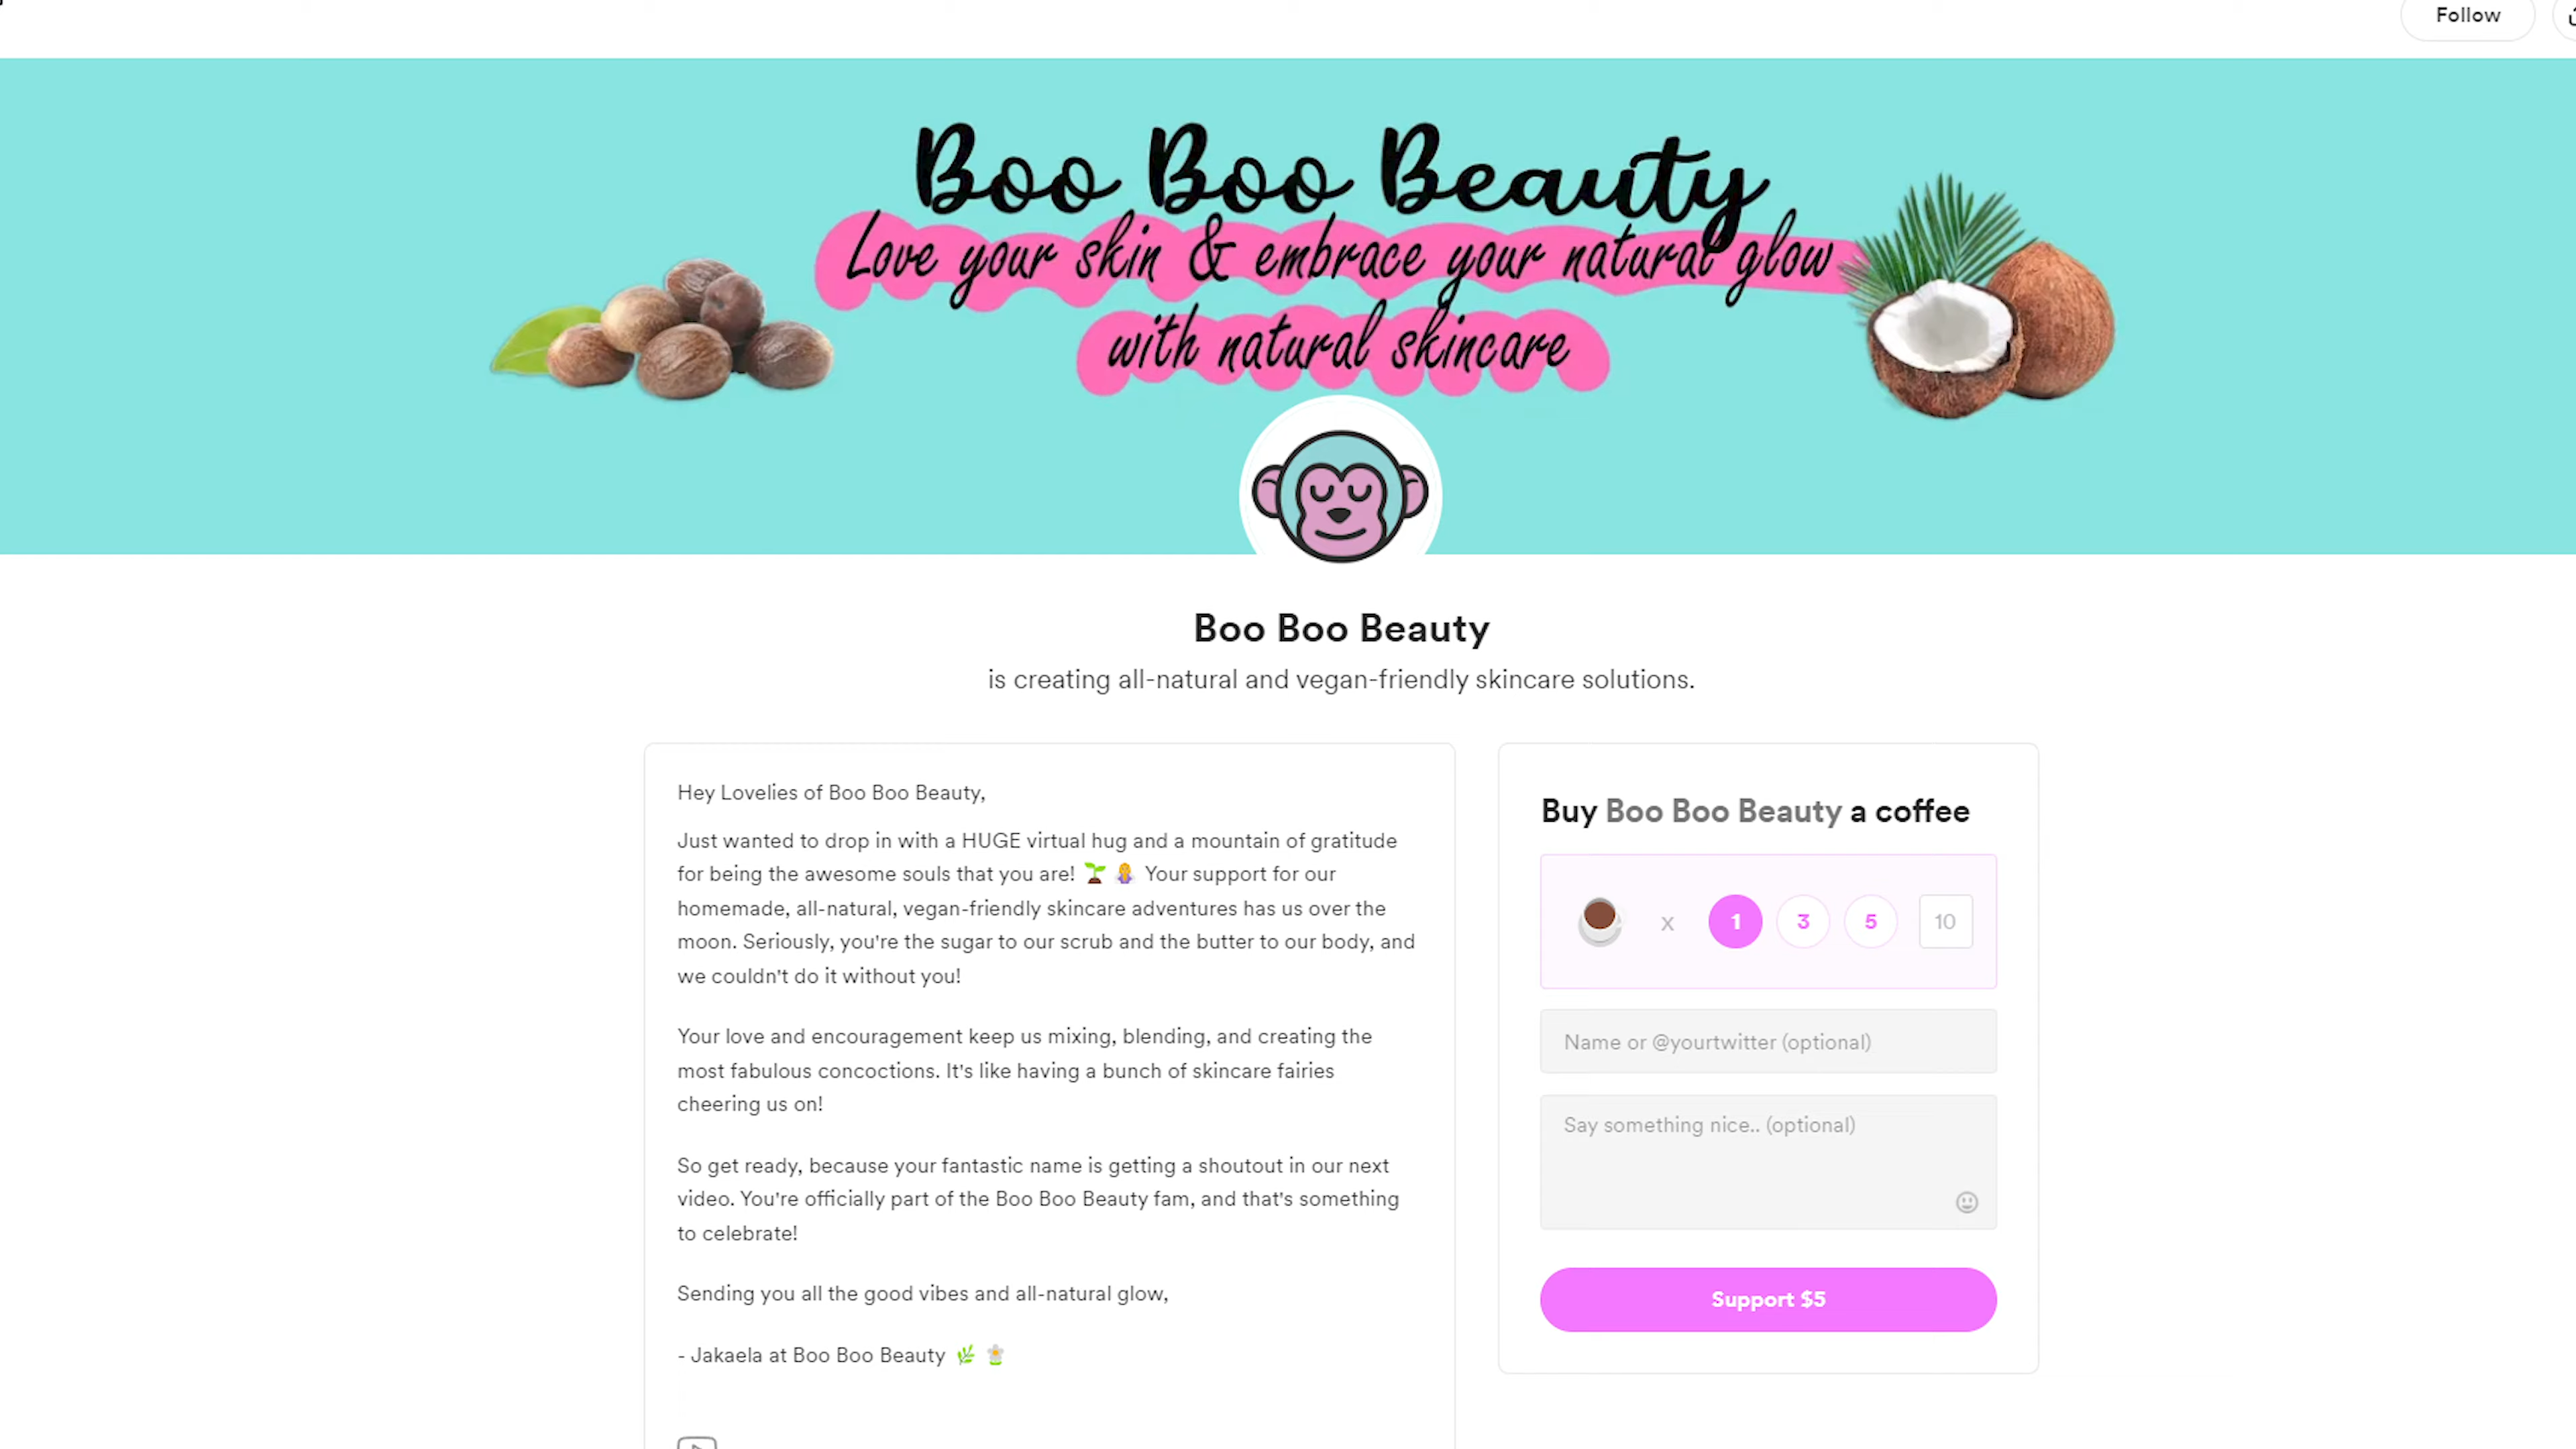 Follow
Boo Boo Beauty
Love your skin & embrace your natural glow
with natural skincare
Boo Boo Beauty
is creating all-natural and vegan-friendly skincare solutions.
Hey Lovelies of Boo Boo Beauty,
Just wanted to drop in with a HUGE virtual hug and a mountain of gratitude
for being the awesome souls that you are! 🌱 🤱 Your support for our
homemade, all-natural, vegan-friendly skincare adventures has us over the
moon. Seriously, you're the sugar to our scrub and the butter to our body, and
we couldn't do it without you!
Your love and encouragement keep us mixing, blending, and creating the
most fabulous concoctions. It's like having a bunch of skincare fairies
cheering us on!
So get ready, because your fantastic name is getting a shoutout in our next
video. You're officially part of the Boo Boo Beauty fam, and that's something
to celebrate!
Sending you all the good vibes and all-natural glow,
- Jakaela at Boo Boo Beauty 🌿 🌼
Buy Boo Boo Beauty a coffee
x 1 3 5 10
Name or @yourtwitter (optional)
Say something nice.. (optional)
Support $5